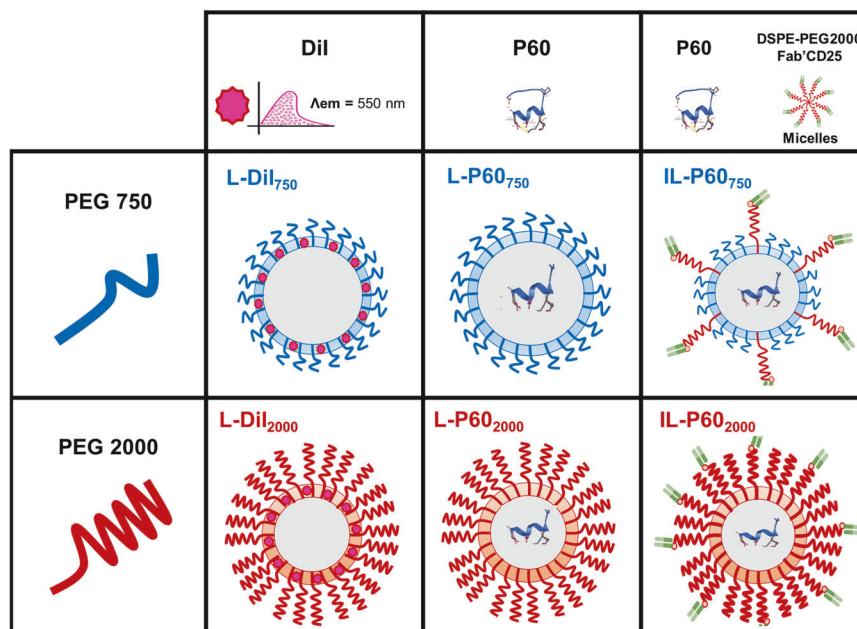 DiI
Λem = 550 nm
P60
P60
DSPE-PEG2000
Fab'CD25
Micelles
PEG 750
L-DiI₇₅₀
L-P60₇₅₀
IL-P60₇₅₀
PEG 2000
L-DiI₂₀₀₀
L-P60₂₀₀₀
IL-P60₂₀₀₀